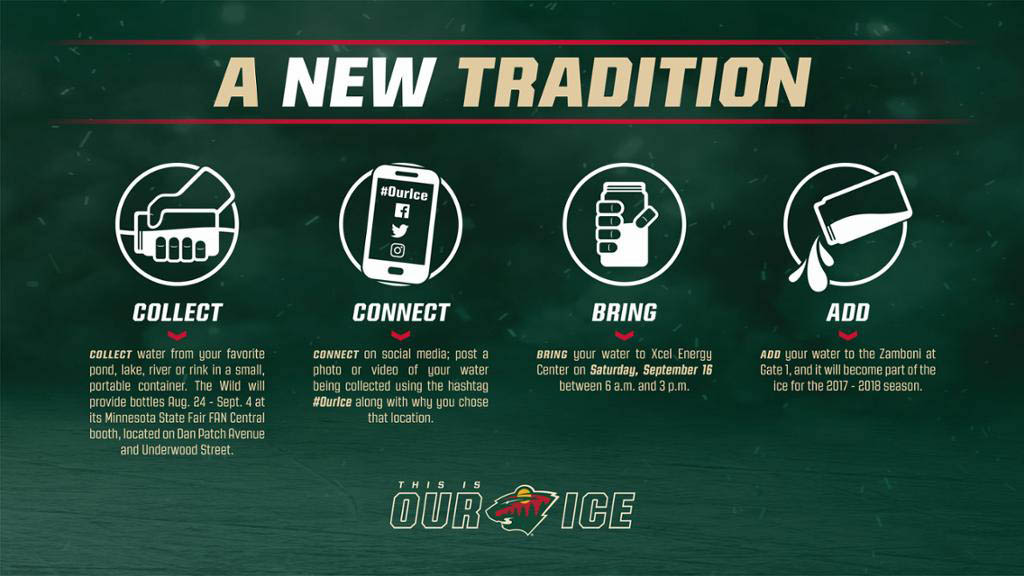 A NEW TRADITION
#OurIce
COLLECT
COLLECT water from your favorite
pond, lake, river or rink in a small,
portable container. The Wild will
provide bottles Aug. 24 - Sept. 4 at
its Minnesota State Fair FAN Central
booth, located on Dan Patch Avenue
and Underwood Street.
CONNECT
CONNECT on social media; post a
photo or video of your water
being collected using the hashtag
#OurIce along with why you chose
that location.
BRING
BRING your water to Xcel Energy
Center on Saturday, September 16
between 6 a.m. and 3 p.m.
ADD
ADD your water to the Zamboni at
Gate 1, and it will become part of the
ice for the 2017 - 2018 season.
THIS IS
OUR ICE